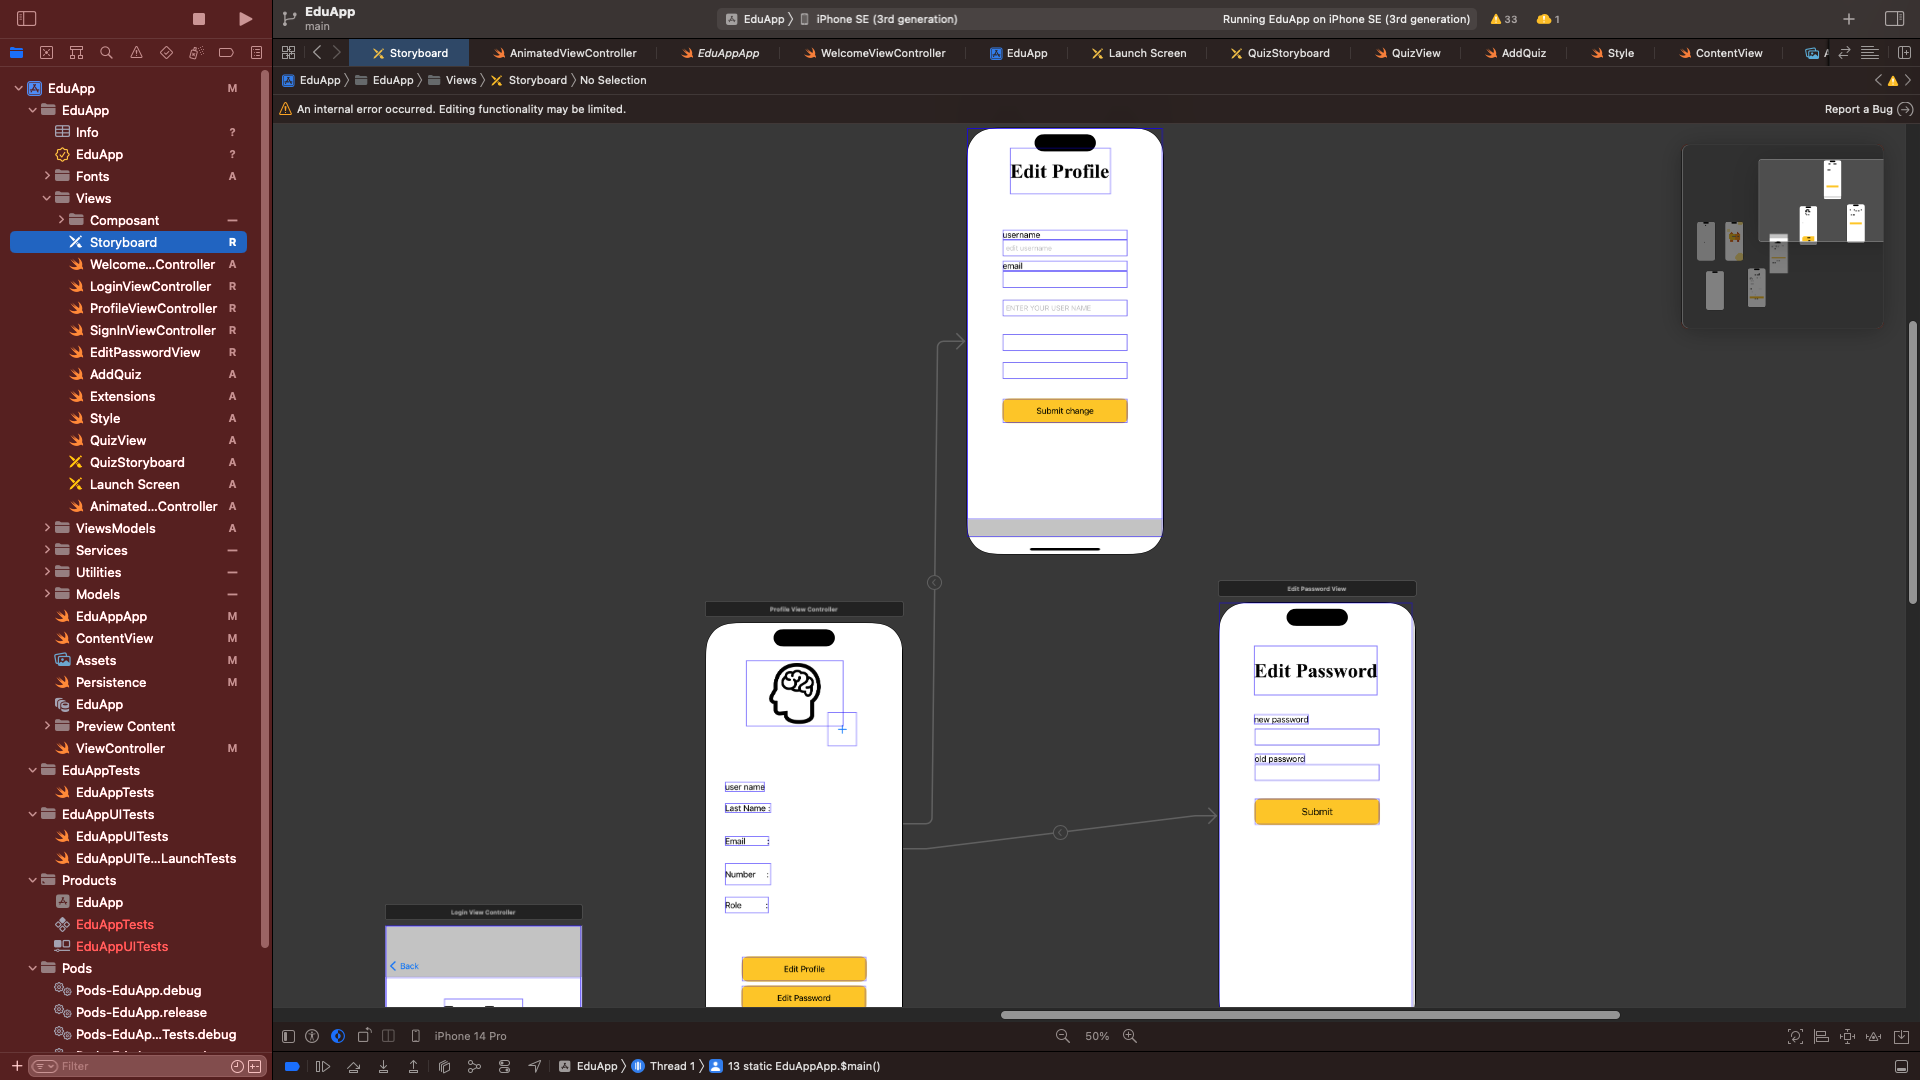 EduApp
main
EduApp
iPhone SE (3rd generation)
Running EduApp on iPhone SE (3rd generation)
33
1
Storyboard
AnimatedViewController
EduAppApp
WelcomeViewController
EduApp
Launch Screen
QuizStoryboard
QuizView
AddQuiz
Style
ContentView
A
EduApp
EduApp
Views
Storyboard
No Selection
An internal error occurred. Editing functionality may be limited.
Report a Bug
EduApp M
EduApp
Info ?
EduApp ?
Fonts A
Views
Composant
Storyboard R
Welcome...Controller A
LoginViewController R
ProfileViewController R
SignInViewController R
EditPasswordView R
AddQuiz A
Extensions A
Style A
QuizView A
QuizStoryboard A
Launch Screen A
Animated...Controller A
ViewsModels A
Services
Utilities
Models
EduAppApp M
ContentView M
Assets M
Persistence M
EduApp
Preview Content
ViewController M
EduAppTests
EduAppTests
EduAppUITests
EduAppUITests
EduAppUITe...LaunchTests
Products
EduApp
EduAppTests
EduAppUITests
Pods
Pods-EduApp.debug
Pods-EduApp.release
Pods-EduAp...Tests.debug
Filter
Edit Profile
username
edit username
email
ENTER YOUR USER NAME
Submit change
Profile View Controller
user name
Last Name :
Email :
Number :
Role :
Edit Profile
Edit Password
Edit Password View
Edit Password
new password
old password
Submit
Login View Controller
Back
iPhone 14 Pro
50%
EduApp
Thread 1
13 static EduAppApp.$main()